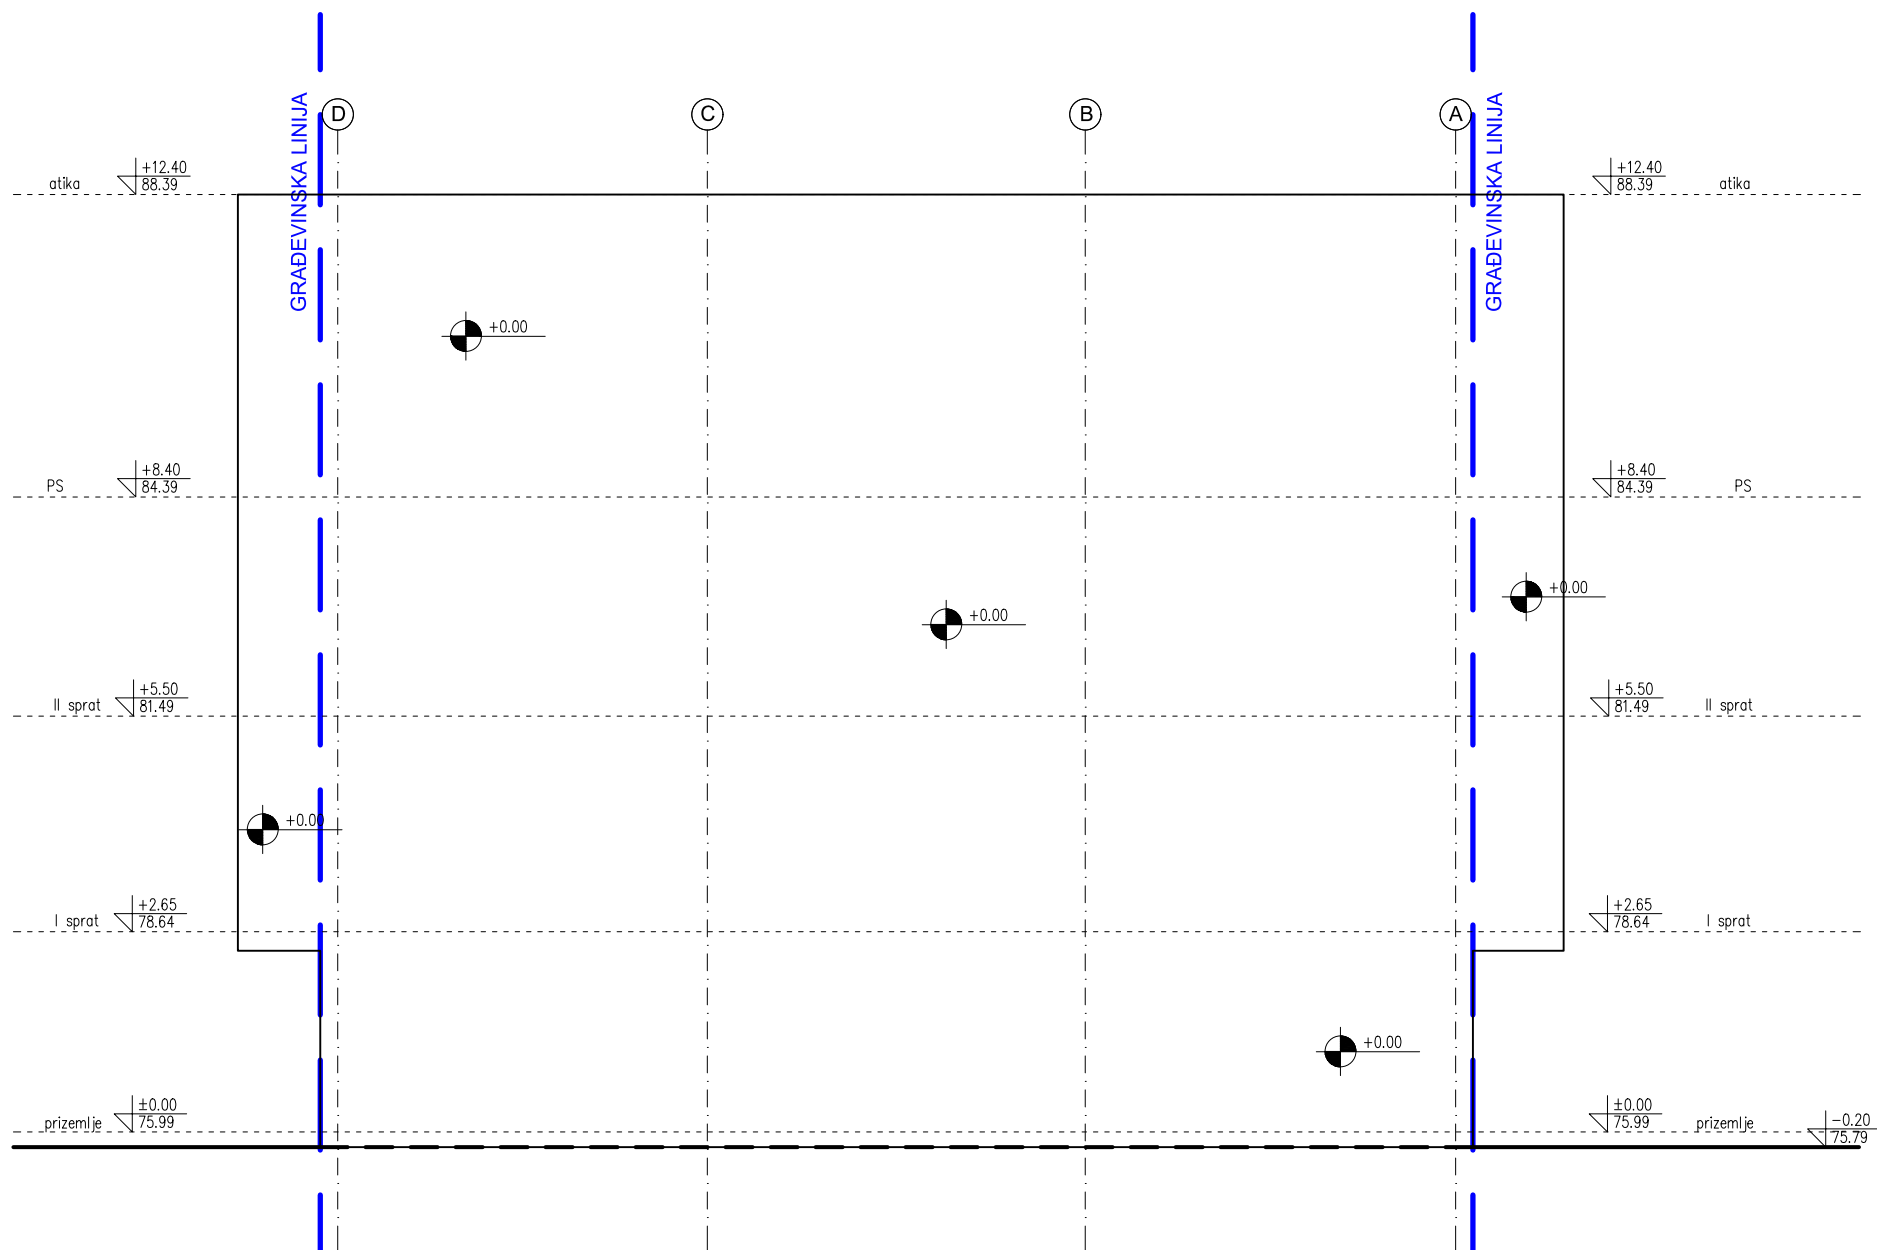 D
C
B
A
GRAĐEVINSKA LINIJA
GRAĐEVINSKA LINIJA
atika
+12.40
88.39
+12.40
88.39
atika
+0.00
PS
+8.40
84.39
+8.40
84.39
PS
+0.00
+0.00
II sprat
+5.50
81.49
+5.50
81.49
II sprat
+0.00
I sprat
+2.65
78.64
+2.65
78.64
I sprat
+0.00
prizemlje
±0.00
75.99
±0.00
75.99
prizemlje
−0.20
75.79